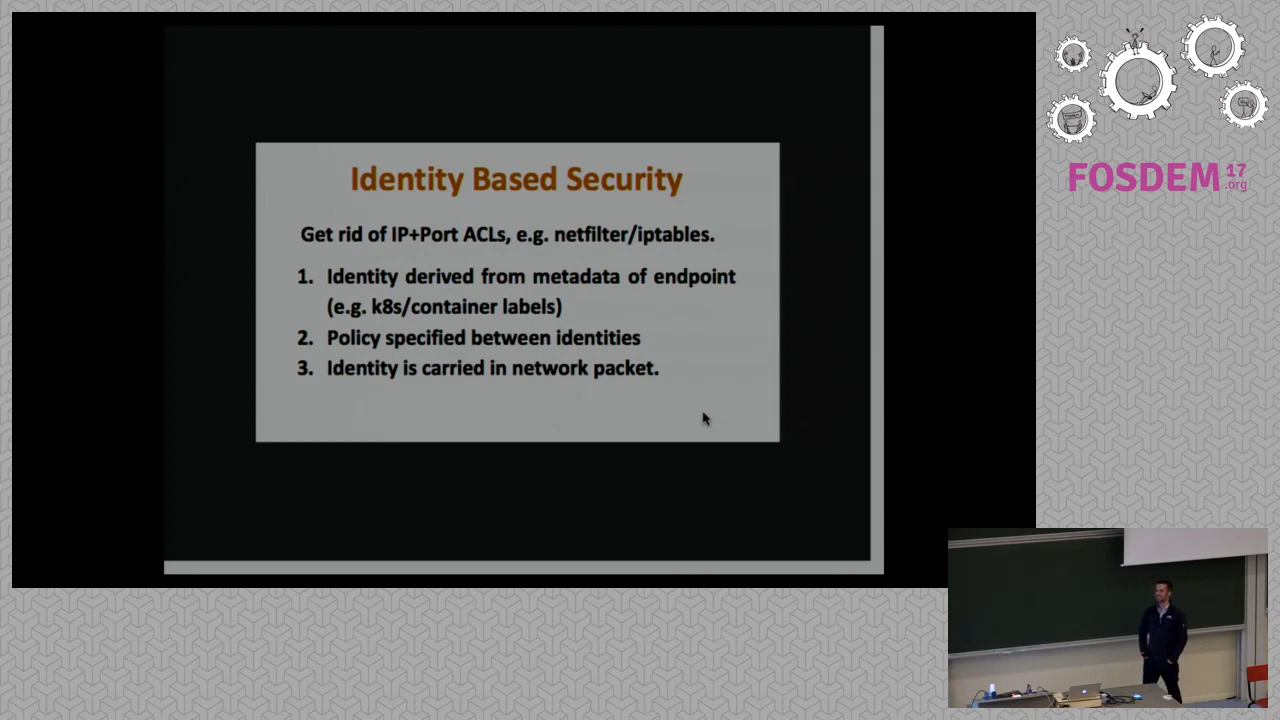 Identity Based Security
Get rid of IP+Port ACLs, e.g. netfilter/iptables.
1. Identity derived from metadata of endpoint
(e.g. k8s/container labels)
2. Policy specified between identities
3. Identity is carried in network packet.
FOSDEM 17
.org